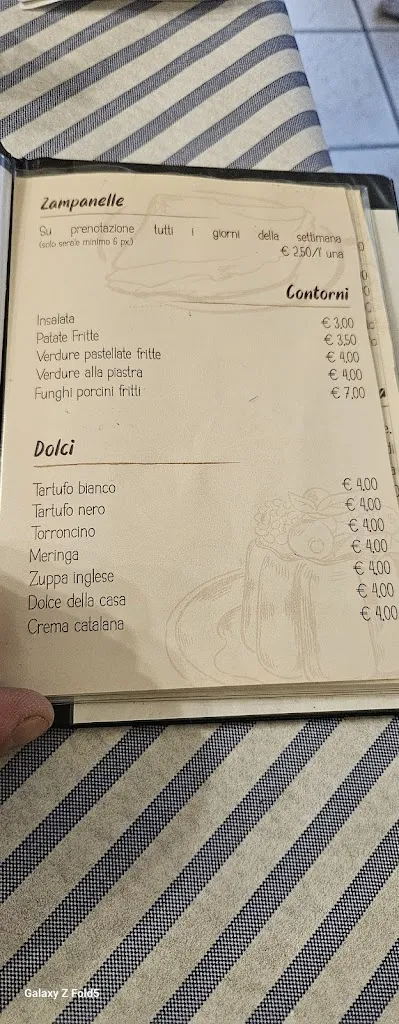 Zampanelle
Su prenotazione tutti i giorni della settimana
(solo serale minimo 6 px.)
€ 2,50/l' una
Contorni
Insalata € 3,00
Patate Fritte € 3,50
Verdure pastellate fritte € 4,00
Verdure alla piastra € 4,00
Funghi porcini fritti € 7,00
Dolci
Tartufo bianco € 4,00
Tartufo nero € 4,00
Torroncino € 4,00
Meringa € 4,00
Zuppa inglese € 4,00
Dolce della casa € 4,00
Crema catalana € 4,00
Galaxy Z Fold5